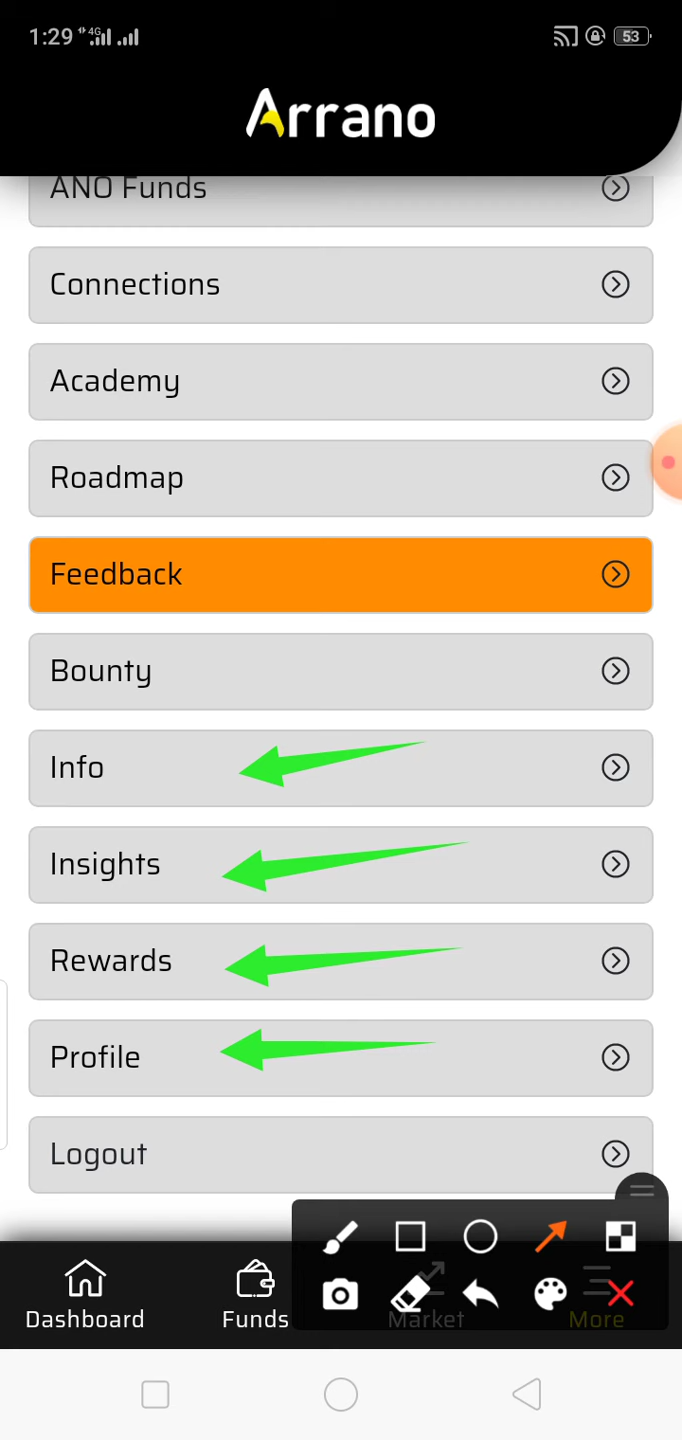 1:29 4G 53
Arrano
ANO Funds
Connections
Academy
Roadmap
Feedback
Bounty
Info
Insights
Rewards
Profile
Logout
Dashboard Funds Market More